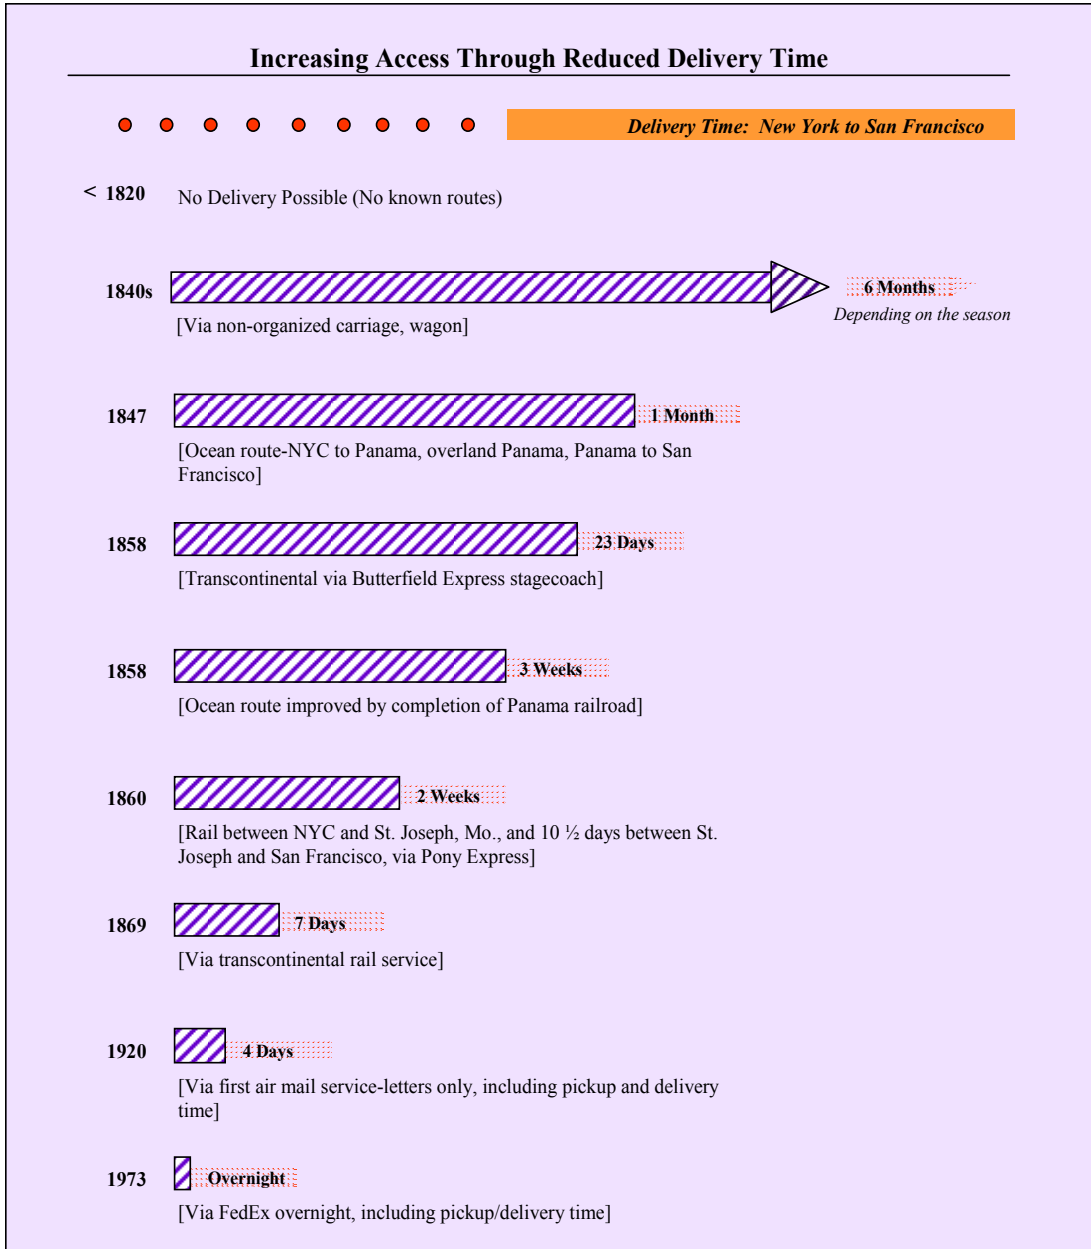 Increasing Access Through Reduced Delivery Time
Delivery Time: New York to San Francisco
< 1820 No Delivery Possible (No known routes)
1840s 6 Months
Depending on the season
[Via non-organized carriage, wagon]
1847 1 Month
[Ocean route-NYC to Panama, overland Panama, Panama to San
Francisco]
1858 23 Days
[Transcontinental via Butterfield Express stagecoach]
1858 3 Weeks
[Ocean route improved by completion of Panama railroad]
1860 2 Weeks
[Rail between NYC and St. Joseph, Mo., and 10 ½ days between St.
Joseph and San Francisco, via Pony Express]
1869 7 Days
[Via transcontinental rail service]
1920 4 Days
[Via first air mail service-letters only, including pickup and delivery
time]
1973 Overnight
[Via FedEx overnight, including pickup/delivery time]